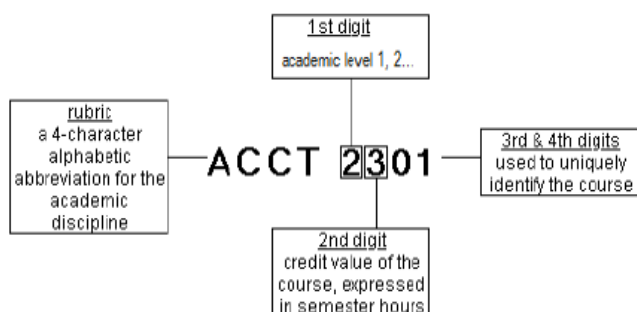 1st digit
academic level 1, 2...
rubric
a 4-character
alphabetic
abbreviation for the
academic
discipline
ACCT 2301
3rd & 4th digits
used to uniquely
identify the course
2nd digit
credit value of the
course, expressed
in semester hours